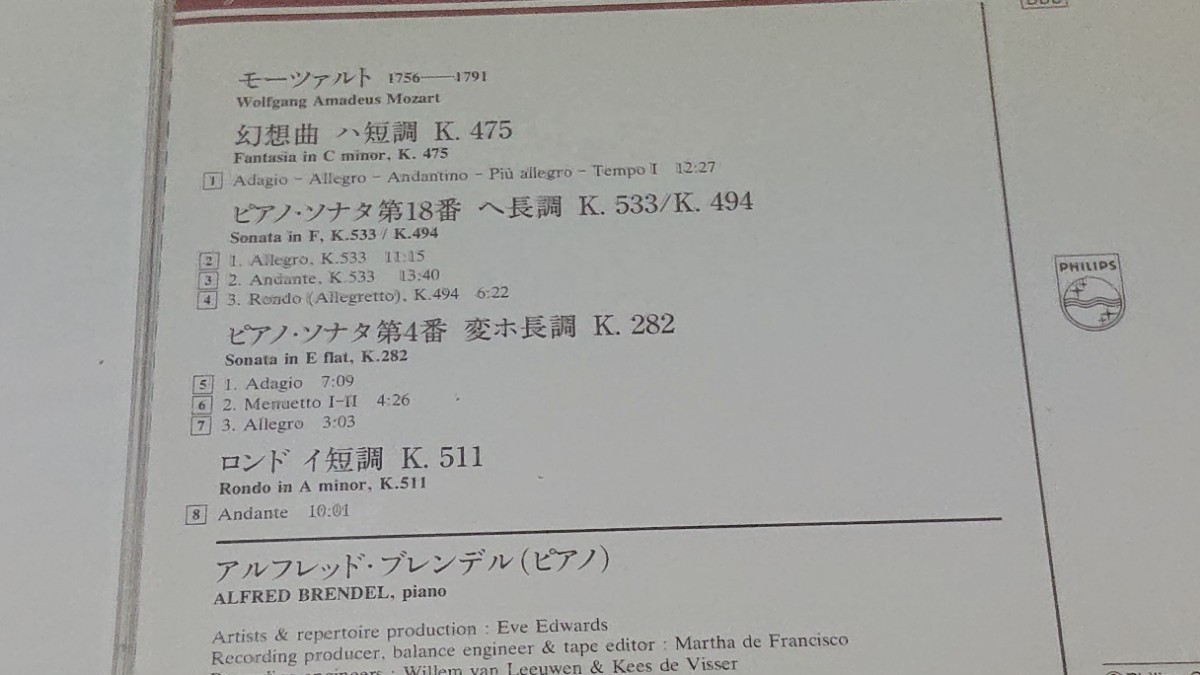 モーツァルト 1756──1791
Wolfgang Amadeus Mozart
幻想曲 ハ短調 K. 475
Fantasia in C minor, K. 475
1 Adagio – Allegro – Andantino – Più allegro – Tempo I 12:27
ピアノ・ソナタ第18番 ヘ長調 K. 533/K. 494
Sonata in F, K.533 / K.494
2 1. Allegro, K.533 11:15
3 2. Andante, K.533 13:40
4 3. Rondo (Allegretto), K.494 6:22
ピアノ・ソナタ第4番 変ホ長調 K. 282
Sonata in E flat, K.282
5 1. Adagio 7:09
6 2. Menuetto I–II 4:26
7 3. Allegro 3:03
ロンド イ短調 K. 511
Rondo in A minor, K.511
8 Andante 10:01
アルフレッド・ブレンデル(ピアノ)
ALFRED BRENDEL, piano
Artists & repertoire production : Eve Edwards
Recording producer, balance engineer & tape editor : Martha de Francisco
Recording engineers : Willem van Leeuwen & Kees de Visser
PHILIPS